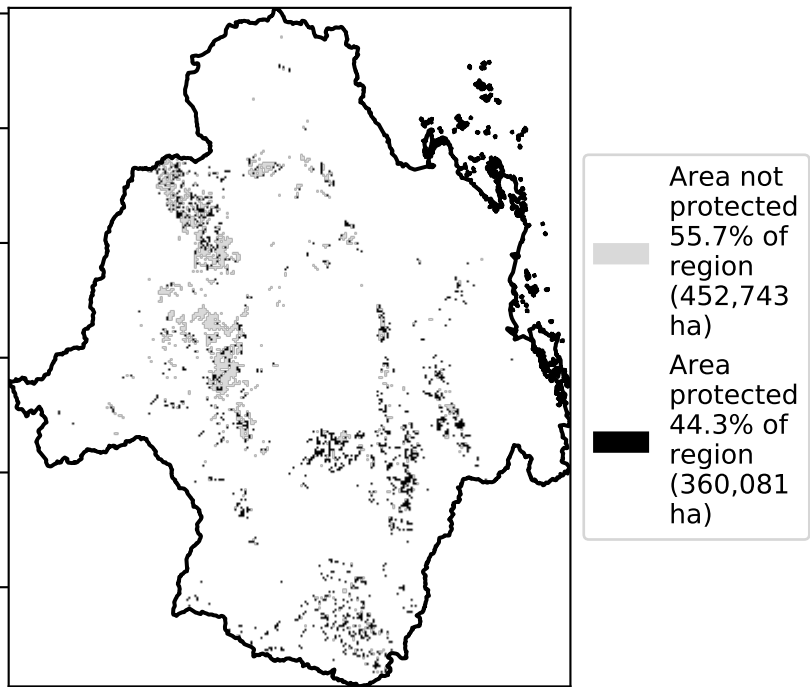 Area not
protected
55.7% of
region
(452,743
ha)
Area
protected
44.3% of
region
(360,081
ha)